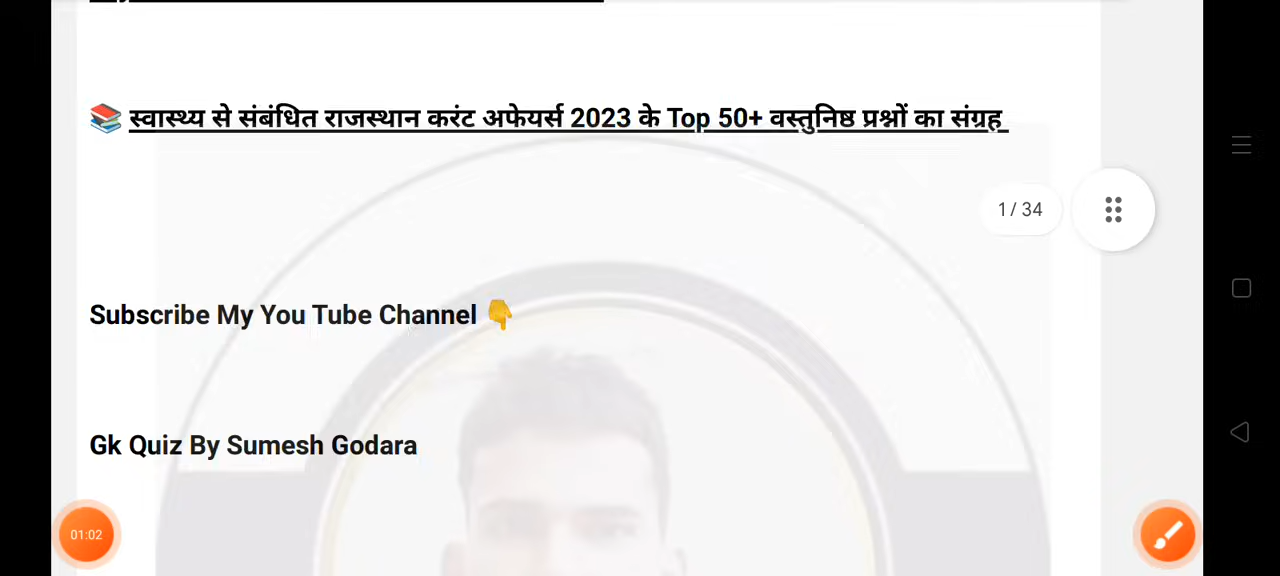 📚 स्वास्थ्य से संबंधित राजस्थान करंट अफेयर्स 2023 के Top 50+ वस्तुनिष्ठ प्रश्नों का संग्रह
1 / 34
Subscribe My You Tube Channel 👇
Gk Quiz By Sumesh Godara
01:02